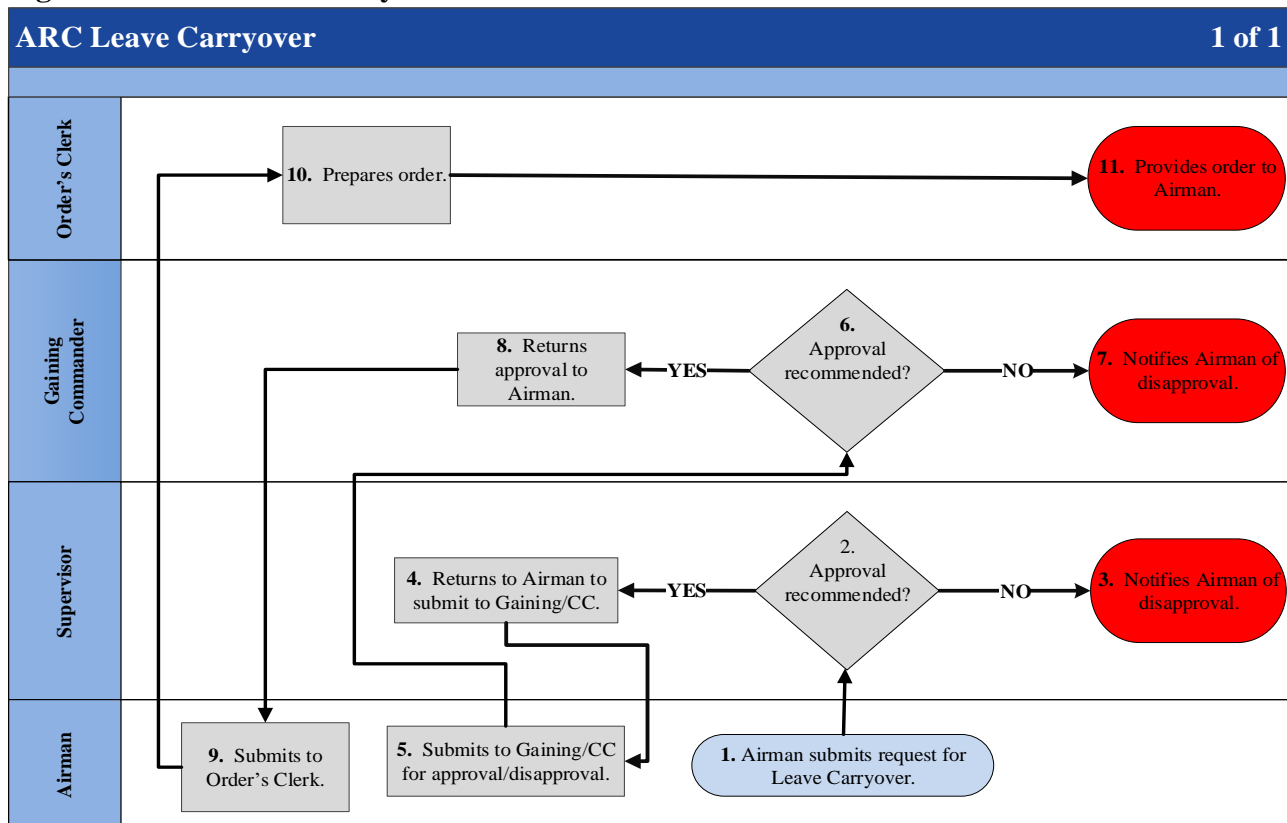 ARC Leave Carryover 1 of 1
Order's Clerk
10. Prepares order.
11. Provides order to
Airman.
Gaining
Commander
6.
Approval
recommended?
YES
NO
8. Returns
approval to
Airman.
7. Notifies Airman of
disapproval.
Supervisor
2.
Approval
recommended?
YES
NO
4. Returns to Airman to
submit to Gaining/CC.
3. Notifies Airman of
disapproval.
Airman
9. Submits to
Order's Clerk.
5. Submits to Gaining/CC
for approval/disapproval.
1. Airman submits request for
Leave Carryover.